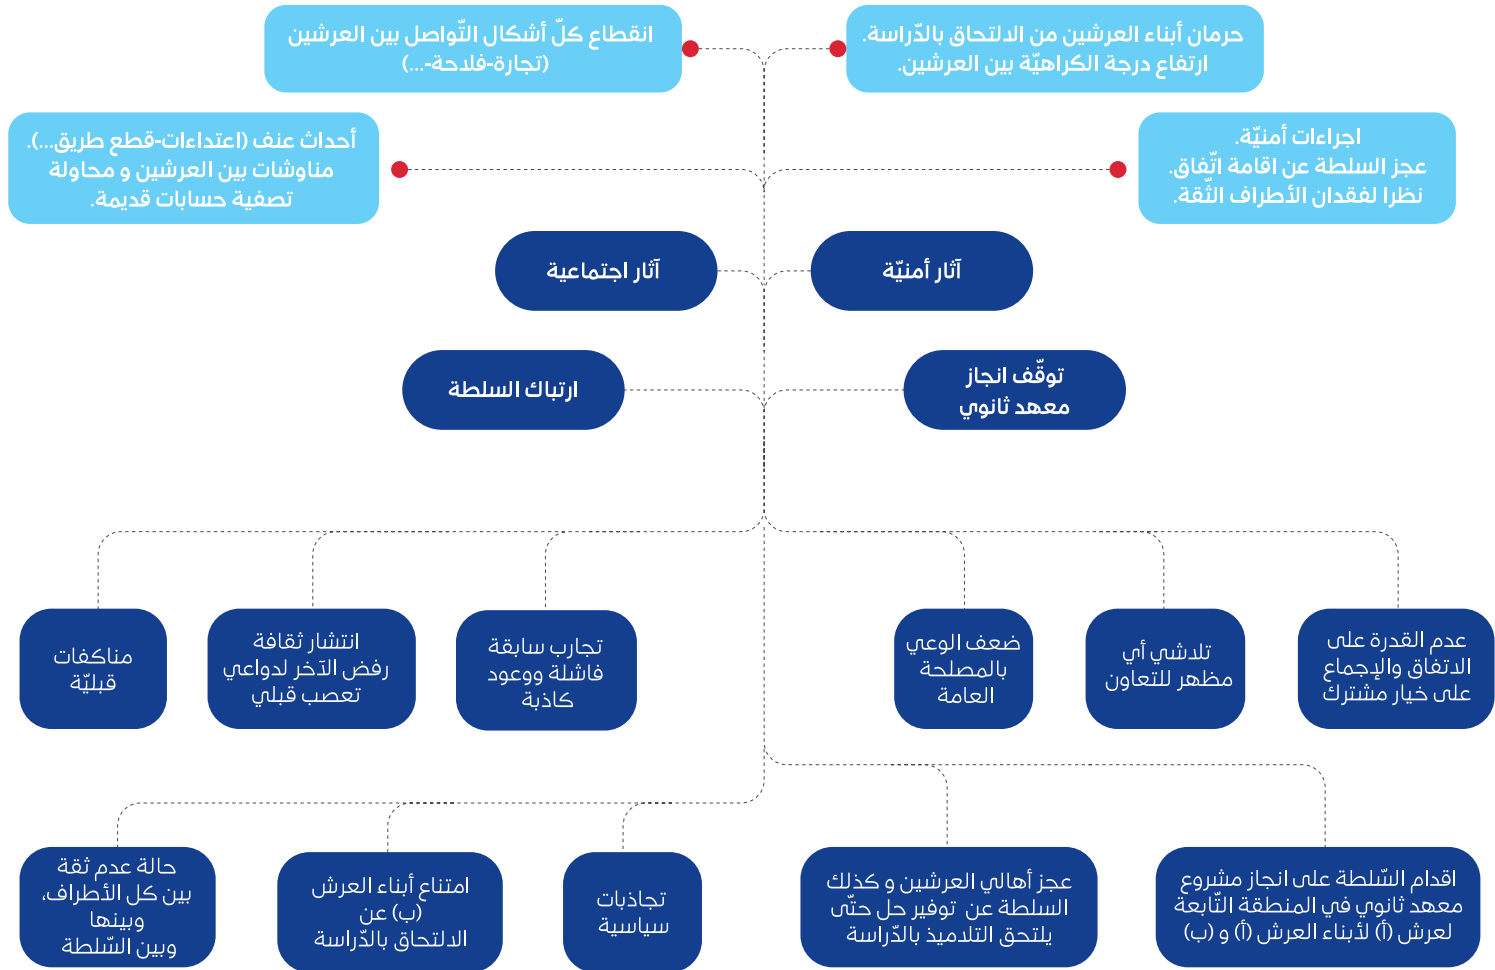 حرمان أبناء العرشين من الالتحاق بالدّراسة.
ارتفاع درجة الكراهيّة بين العرشين.
انقطاع كلّ أشكال التّواصل بين العرشين
(تجارة-فلاحة-...)
اجراءات أمنيّة.
عجز السلطة عن اقامة اتّفاق.
نظرا لفقدان الأطراف الثّقة.
أحداث عنف (اعتداءات-قطع طريق...).
مناوشات بين العرشين و محاولة
تصفية حسابات قديمة.
آثار أمنيّة
آثار اجتماعية
توقّف انجاز
معهد ثانوي
ارتباك السلطة
عدم القدرة على
الاتفاق والإجماع
على خيار مشترك
تلاشي أي
مظهر للتعاون
ضعف الوعي
بالمصلحة
العامة
تجارب سابقة
فاشلة ووعود
كاذبة
انتشار ثقافة
رفض الآخر لدواعي
تعصب قبلي
مناكفات
قبليّة
اقدام السّلطة على انجاز مشروع
معهد ثانوي في المنطقة التّابعة
لعرش (أ) لأبناء العرش (أ) و (ب)
عجز أهالي العرشين و كذلك
السلطة عن توفير حل حتّى
يلتحق التلاميذ بالدّراسة
تجاذبات
سياسية
امتناع أبناء العرش
(ب) عن
الالتحاق بالدّراسة
حالة عدم ثقة
بين كل الأطراف،
وبينها
وبين السّلطة